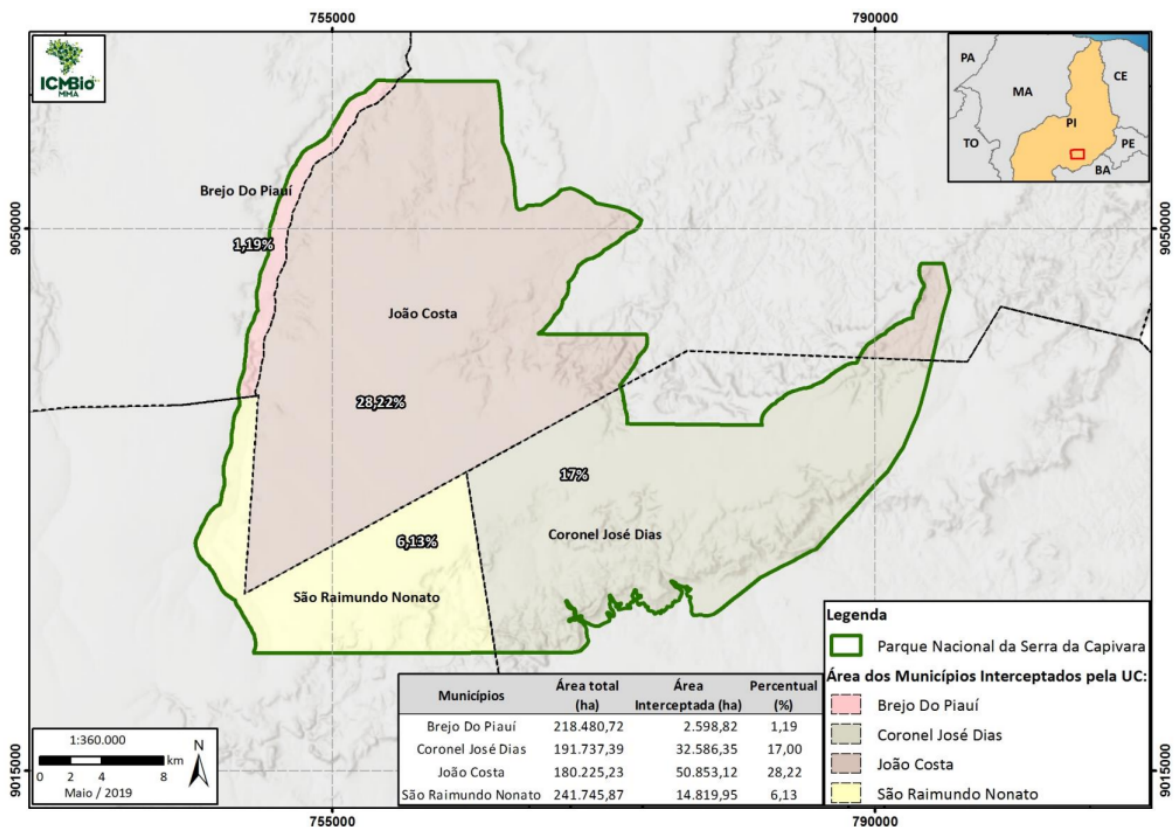 755000
790000
ICMBio
MMA
PA
MA
CE
PI
TO
PE
BA
Brejo Do Piauí
9050000
9050000
1,19%
João Costa
28,22%
17%
6,13%
Coronel José Dias
São Raimundo Nonato
Legenda
Parque Nacional da Serra da Capivara
Área dos Municípios Interceptados pela UC:
Brejo Do Piauí
Coronel José Dias
João Costa
São Raimundo Nonato
Municípios Área total (ha) Área Interceptada (ha) Percentual (%)
Brejo Do Piauí 218.480,72 2.598,82 1,19
Coronel José Dias 191.737,39 32.586,35 17,00
João Costa 180.225,23 50.853,12 28,22
São Raimundo Nonato 241.745,87 14.819,95 6,13
1:360.000
N
km
0 2 4 8
Maio / 2019
9015000
9015000
755000
790000